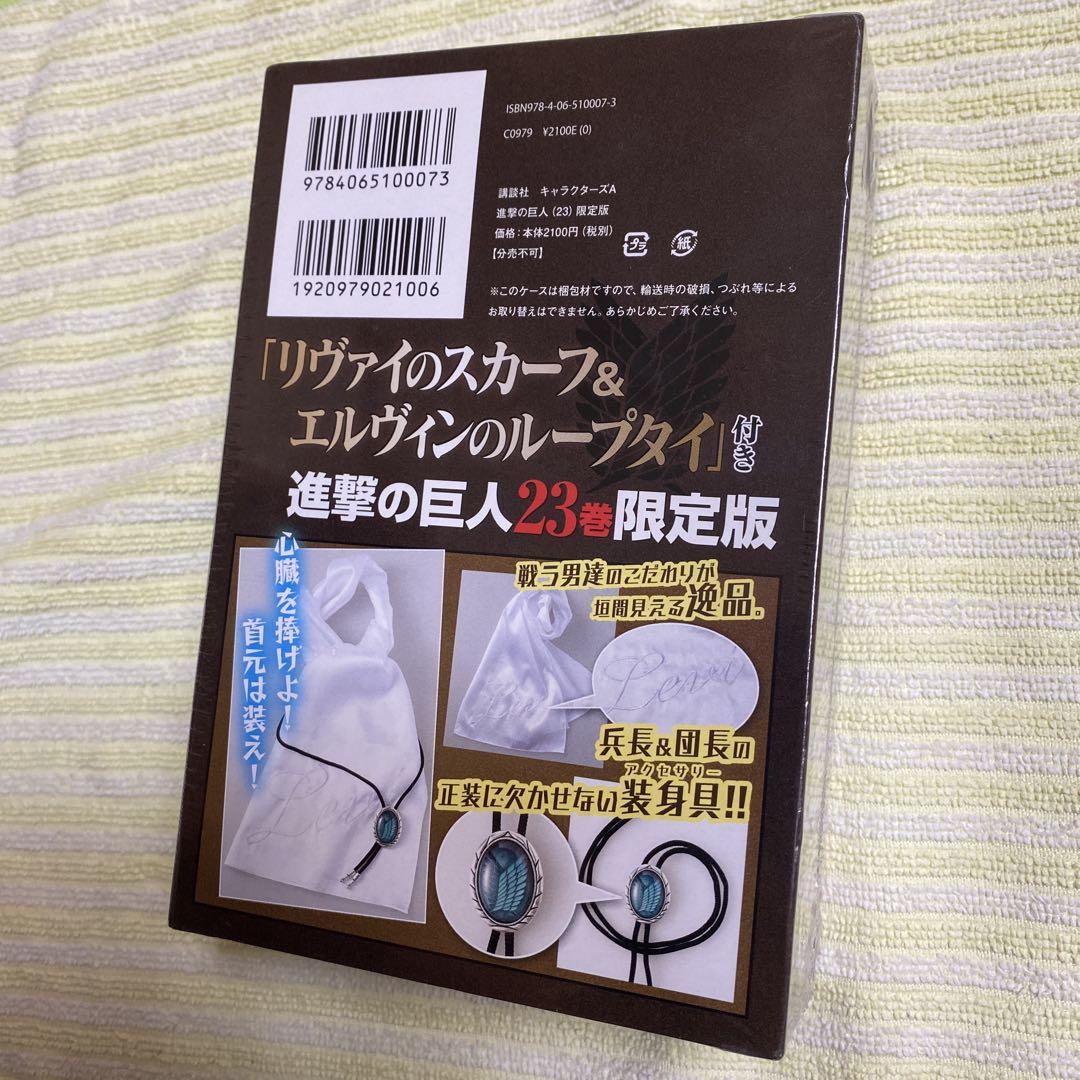 9784065100073
1920979021006
ISBN978-4-06-510007-3
C0979 ¥2100E (0)
講談社 キャラクターズA
進撃の巨人 (23) 限定版
価格：本体2100円（税別）
【分売不可】
プラ
紙
※このケースは梱包材ですので、輸送時の破損、つぶれ等による
お取り替えはできません。あらかじめご了承ください。
「リヴァイのスカーフ&
エルヴィンのループタイ」付き
進撃の巨人23巻限定版
心臓を捧げよ！
首元は装え！
戦う男達のこだわりが
垣間見える逸品。
Levi
Levi
兵長&団長の
アクセサリー
正装に欠かせない装身具!!